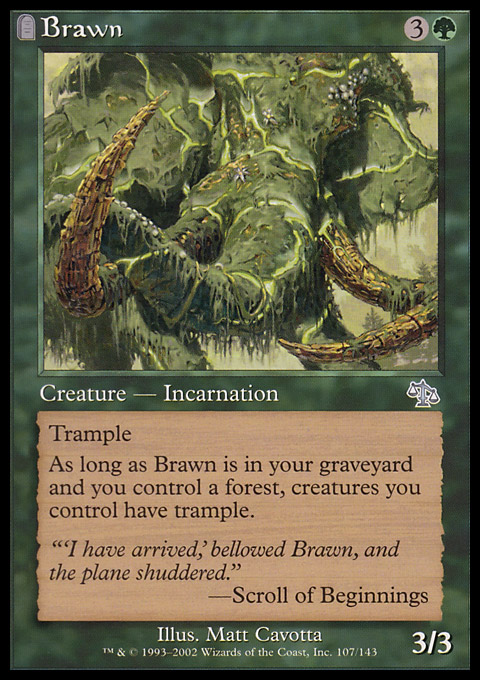 Brawn 3
Creature — Incarnation
Trample
As long as Brawn is in your graveyard
and you control a forest, creatures you
control have trample.
“‘I have arrived,’ bellowed Brawn, and
the plane shuddered.”
—Scroll of Beginnings
Illus. Matt Cavotta
™ & © 1993–2002 Wizards of the Coast, Inc. 107/143
3/3